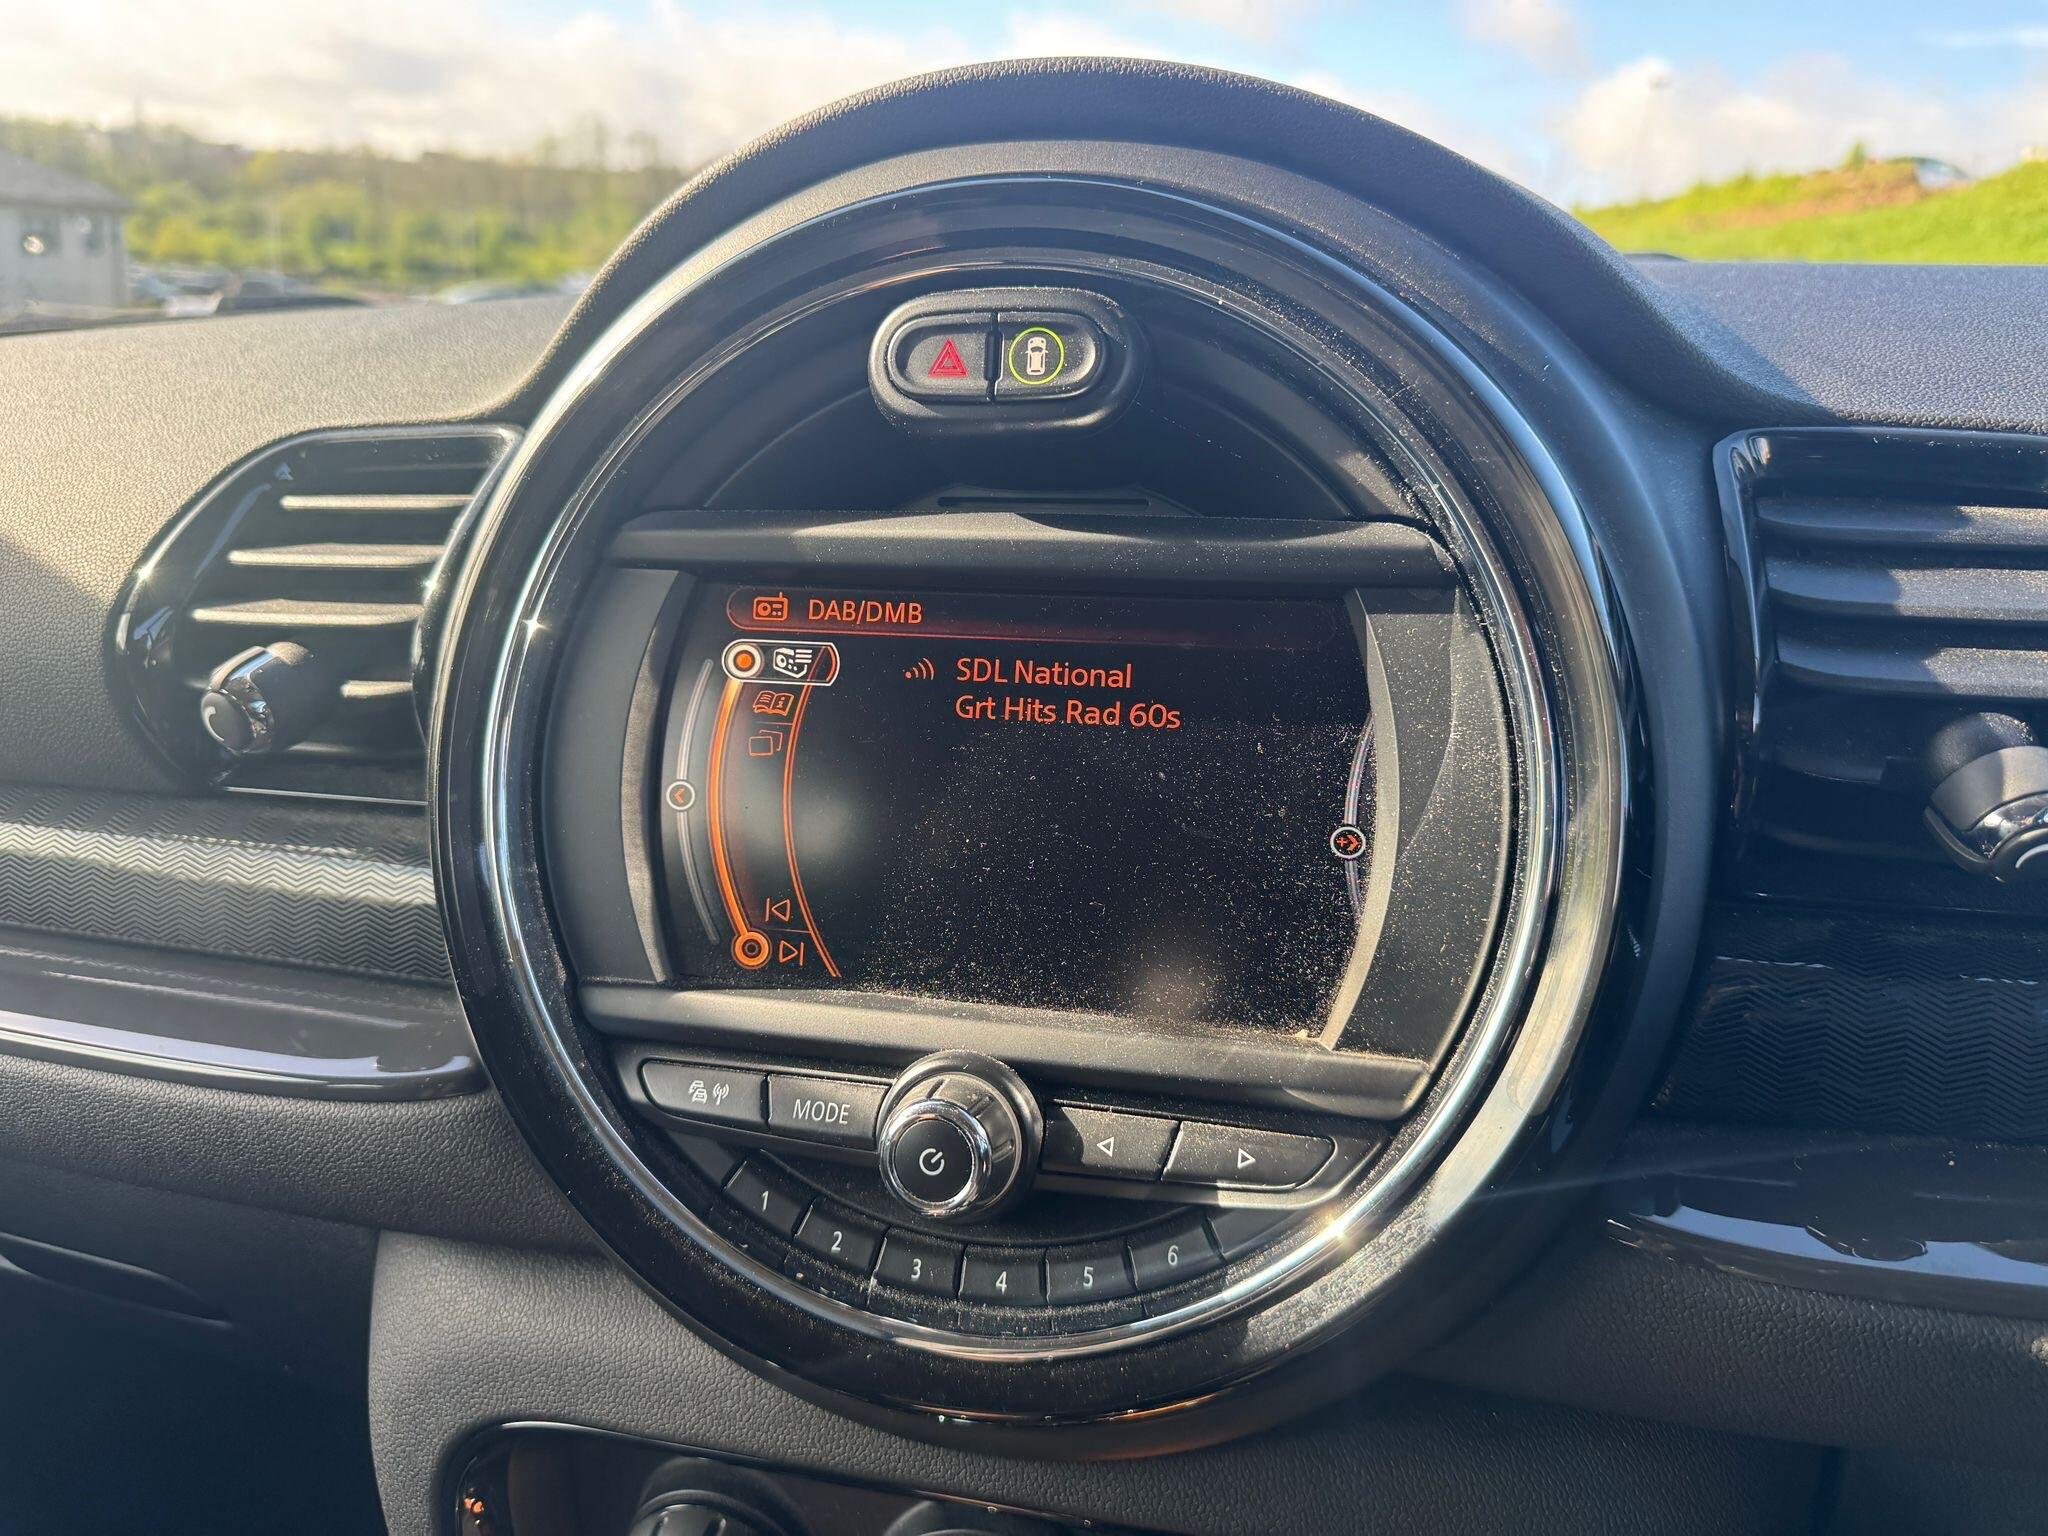 DAB/DMB
SDL National
Grt Hits Rad 60s
MODE
1
2
3
4
5
6